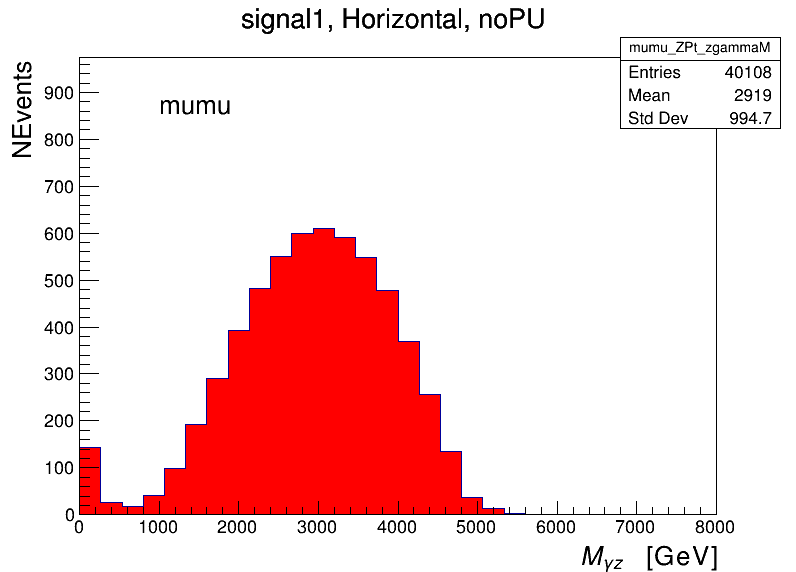 signal1, Horizontal, noPU
mumu_ZPt_zgammaM
Entries 40108
Mean 2919
Std Dev 994.7
NEvents
mumu
900
800
700
600
500
400
300
200
100
0
0 1000 2000 3000 4000 5000 6000 7000 8000
Mγz [GeV]